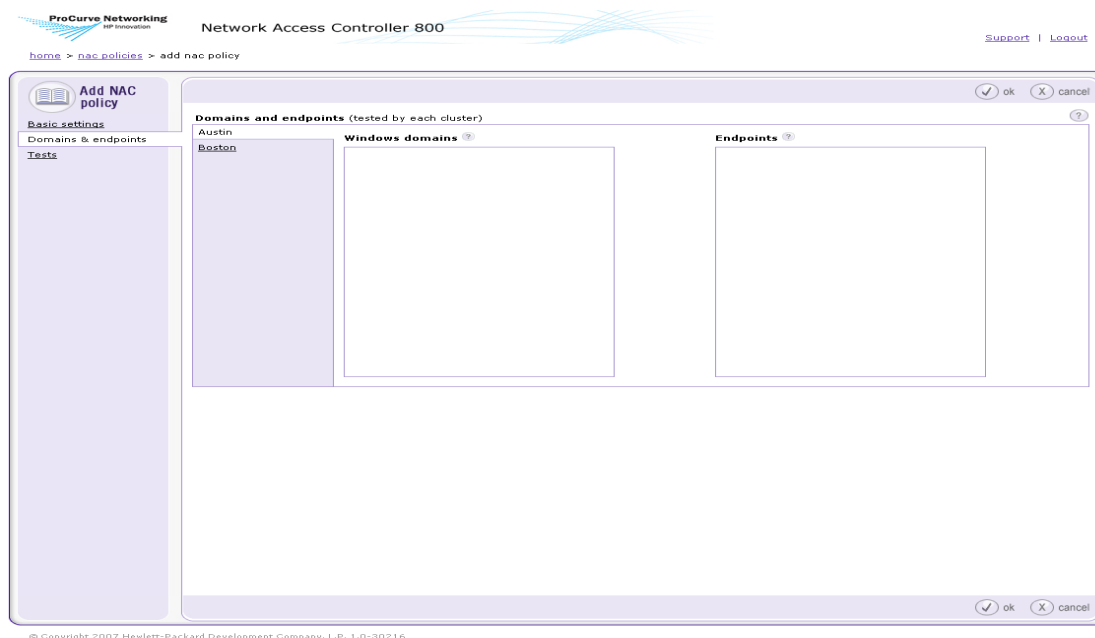 ProCurve Networking
HP Innovation
Network Access Controller 800
Support | Logout
home > nac policies > add nac policy
Add NAC
policy
ok X cancel
Basic settings
Domains & endpoints
Tests
Domains and endpoints (tested by each cluster) ?
Austin
Boston
Windows domains ?
Endpoints ?
ok X cancel
© Copyright 2007 Hewlett-Packard Development Company, L.P. 1.0-30216